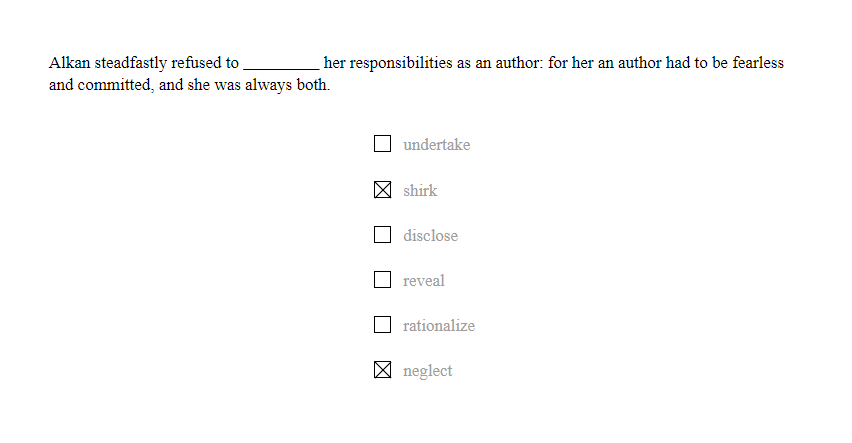 Alkan steadfastly refused to __________ her responsibilities as an author: for her an author had to be fearless
and committed, and she was always both.
undertake
shirk
disclose
reveal
rationalize
neglect